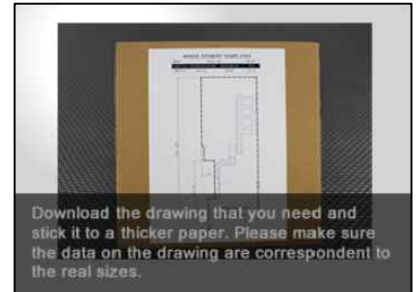 Download the drawing that you need and
stick it to a thicker paper. Please make sure
the data on the drawing are correspondent to
the real sizes.